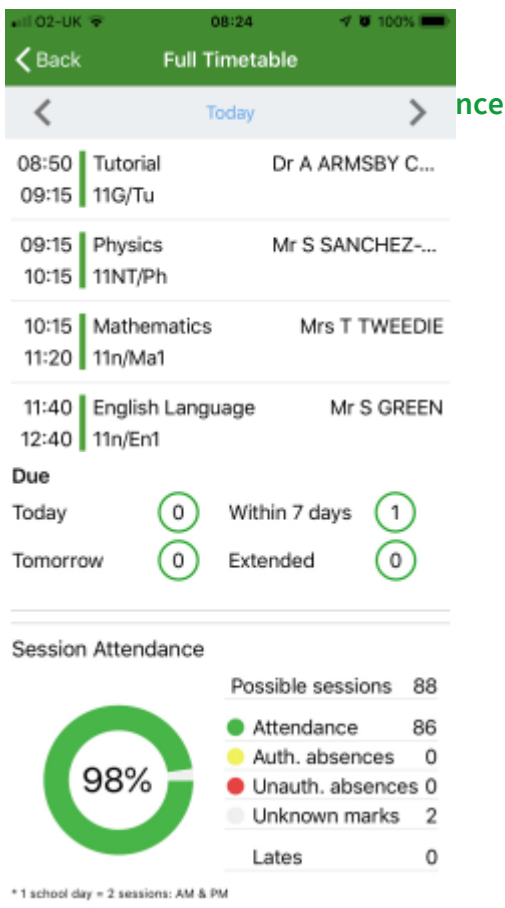 O2-UK 08:24 100%
Back Full Timetable
Today
nce
08:50 Tutorial Dr A ARMSBY C...
09:15 11G/Tu
09:15 Physics Mr S SANCHEZ-...
10:15 11NT/Ph
10:15 Mathematics Mrs T TWEEDIE
11:20 11n/Ma1
11:40 English Language Mr S GREEN
12:40 11n/En1
Due
Today 0 Within 7 days 1
Tomorrow 0 Extended 0
Session Attendance
Possible sessions 88
Attendance 86
Auth. absences 0
98% Unauth. absences 0
Unknown marks 2
Lates 0
* 1 school day = 2 sessions: AM & PM